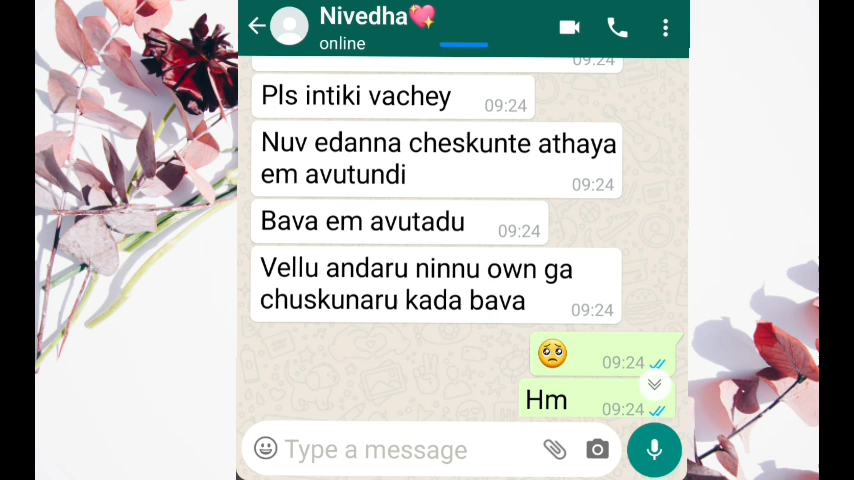 Nivedha💖
online
09:24
Pls intiki vachey 09:24
Nuv edanna cheskunte athaya
em avutundi 09:24
Bava em avutadu 09:24
Vellu andaru ninnu own ga
chuskunaru kada bava 09:24
🥺 09:24
Hm 09:24
Type a message